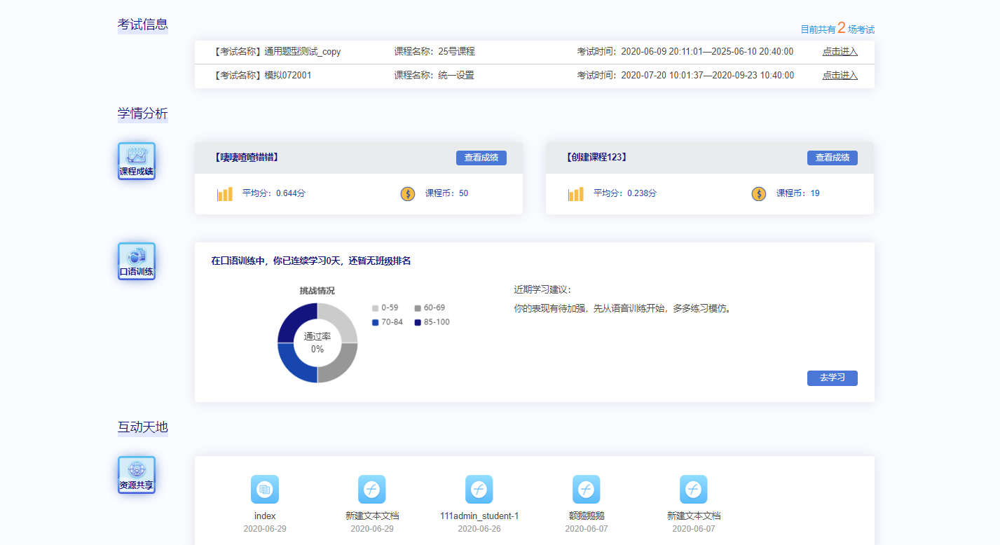 考试信息
目前共有2场考试
【考试名称】通用题型测试_copy 课程名称：25号课程 考试时间：2020-06-09 20:11:01—2025-06-10 20:40:00 点击进入
【考试名称】模拟072001 课程名称：统一设置 考试时间：2020-07-20 10:01:37—2020-09-23 10:40:00 点击进入
学情分析
课程成绩
【啛啛喳喳错错】 查看成绩 【创建课程123】 查看成绩
平均分：0.644分 课程币：50 平均分：0.238分 课程币：19
口语训练
在口语训练中，你已连续学习0天，还暂无班级排名
挑战情况
0-59 60-69
70-84 85-100
通过率
0%
近期学习建议：
你的表现有待加强，先从语音训练开始，多多练习模仿。
去学习
互动天地
资源共享
index 新建文本文档 111admin_student-1 额鹅鹅鹅 新建文本文档
2020-06-29 2020-06-29 2020-06-26 2020-06-07 2020-06-07